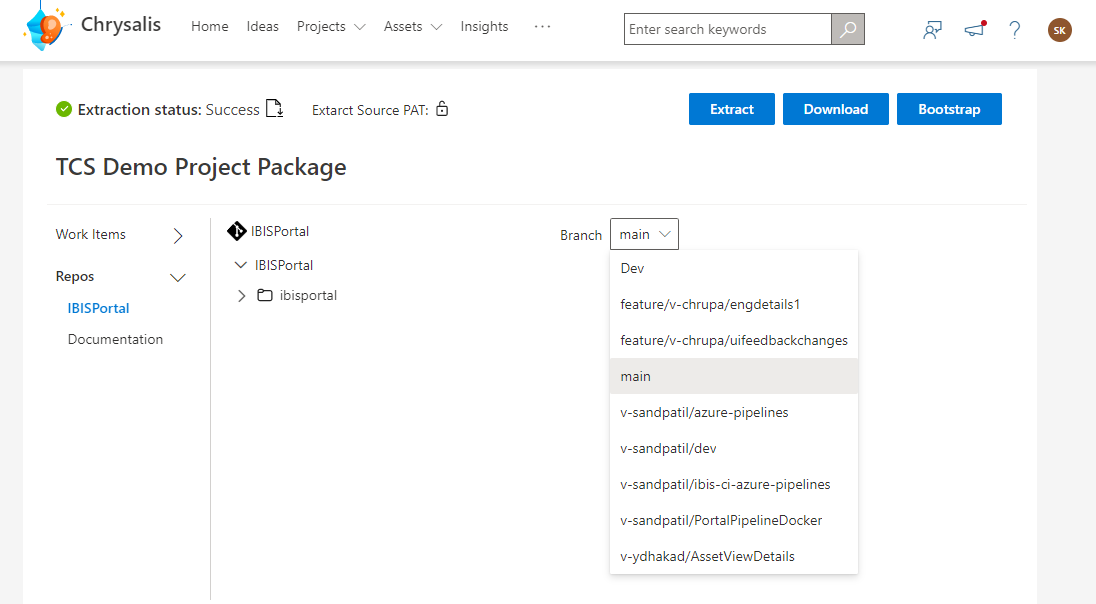 Chrysalis Home Ideas Projects Assets Insights ...
Enter search keywords
? SK
Extraction status: Success Extarct Source PAT:
Extract Download Bootstrap
TCS Demo Project Package
Work Items
Repos
IBISPortal
Documentation
IBISPortal
IBISPortal
ibisportal
Branch main
Dev
feature/v-chrupa/engdetails1
feature/v-chrupa/uifeedbackchanges
main
v-sandpatil/azure-pipelines
v-sandpatil/dev
v-sandpatil/ibis-ci-azure-pipelines
v-sandpatil/PortalPipelineDocker
v-ydhakad/AssetViewDetails